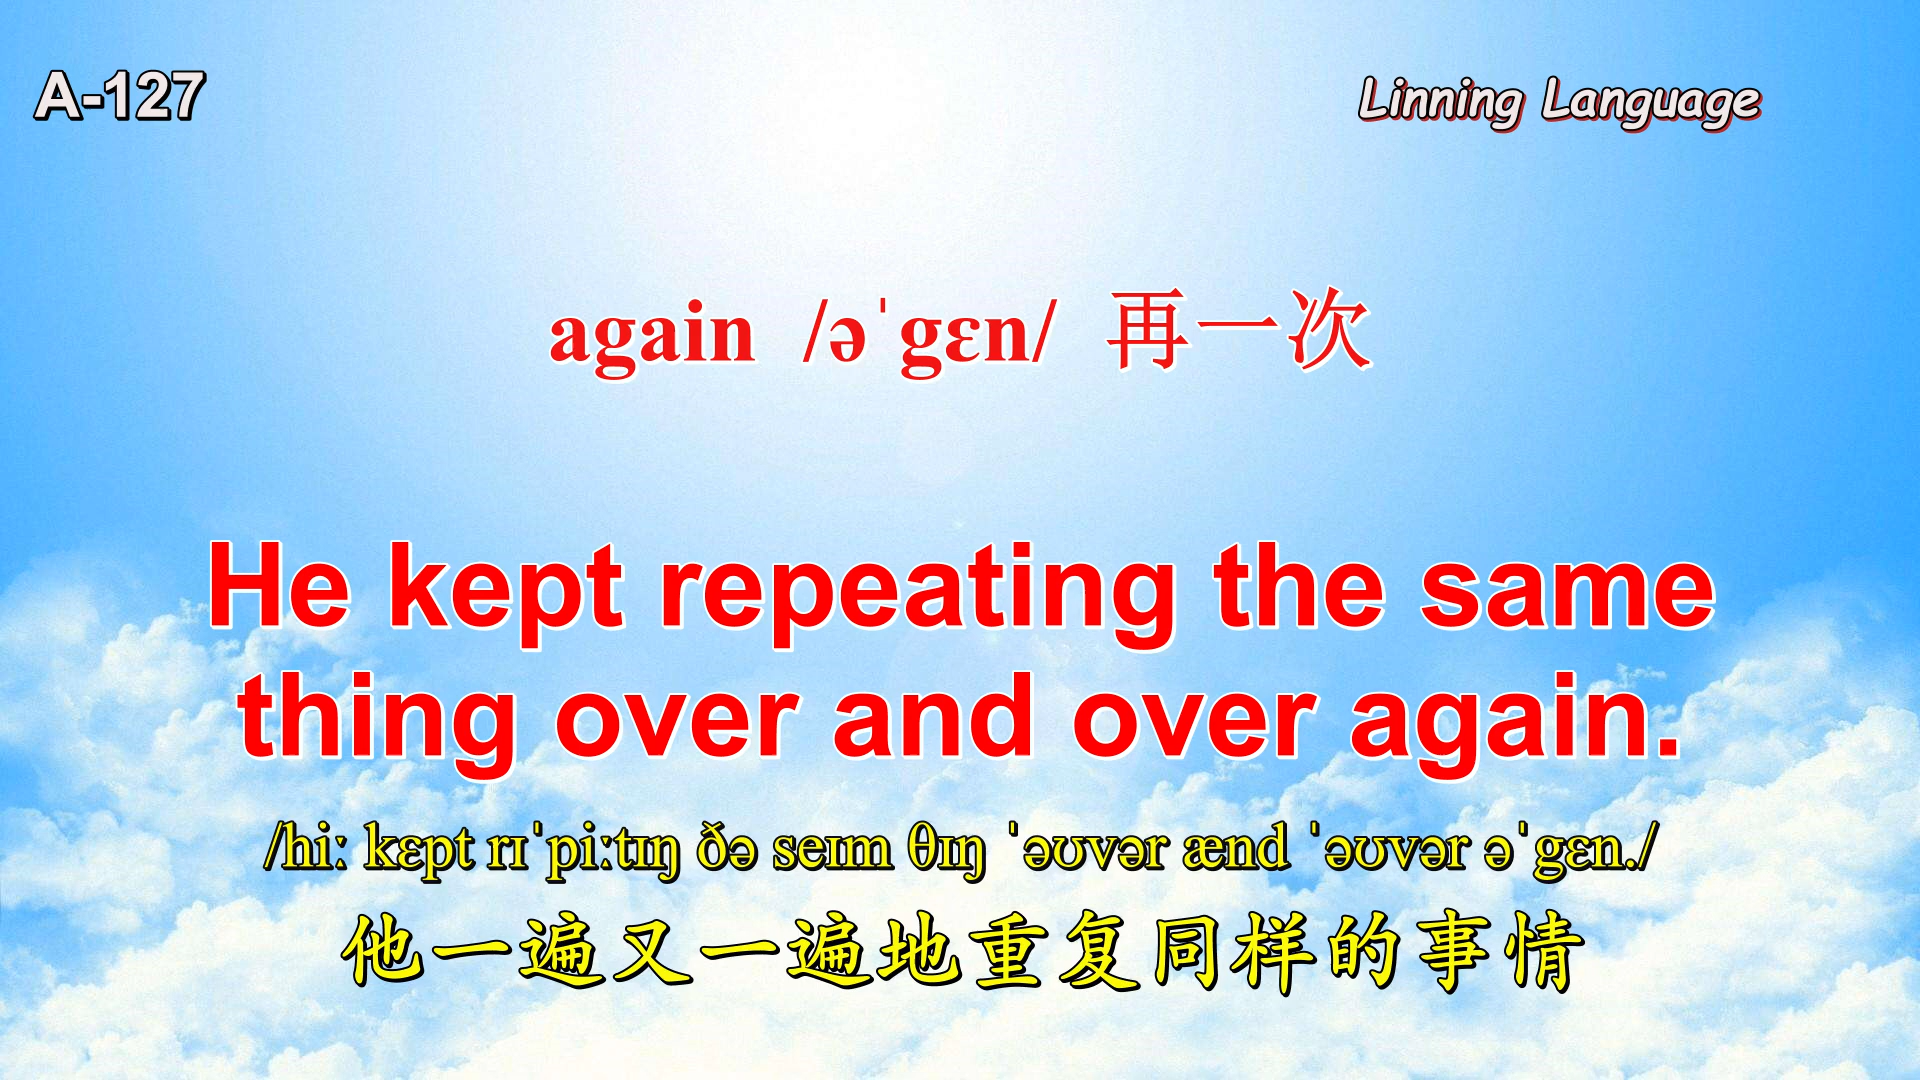 A-127
Linning Language
again /əˈgɛn/ 再一次
He kept repeating the same
thing over and over again.
/hiː kɛpt rɪˈpiːtɪŋ ðə seɪm θɪŋ ˈəʊvər ænd ˈəʊvər əˈgɛn./
他一遍又一遍地重复同样的事情